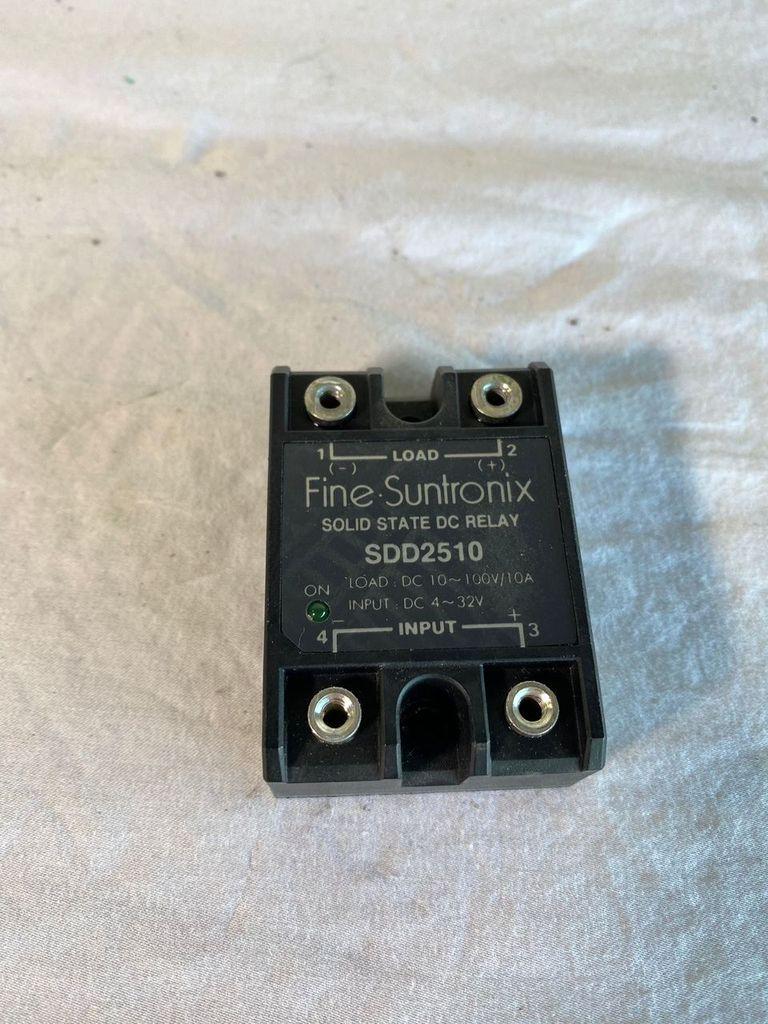 1 LOAD 2
(-) (+)
Fine·Suntronix
SOLID STATE DC RELAY
SDD2510
LOAD : DC 10~100V/10A
ON
INPUT : DC 4~32V
- +
4 INPUT 3